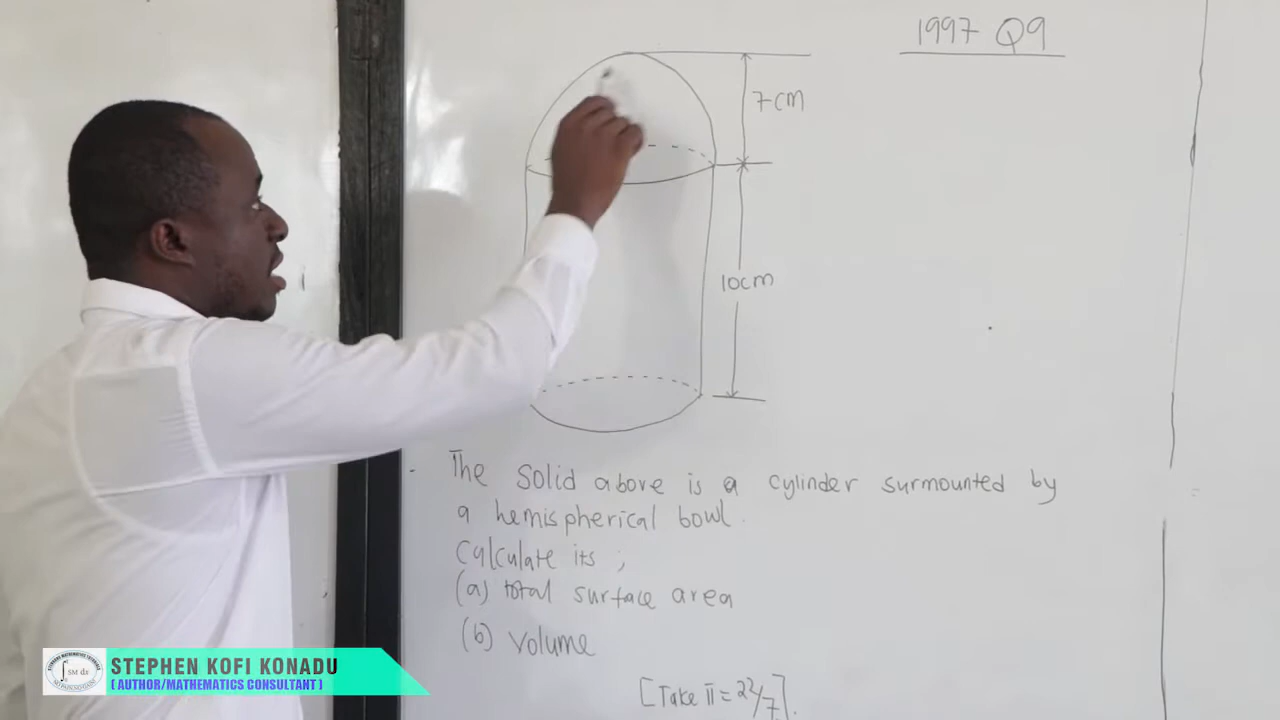 1997 Q9
7cm
10cm
The solid above is a cylinder surmounted by
a hemispherical bowl.
Calculate its ;
(a) total surface area
(b) Volume
[Take π = 22/7].
STEPHEN KOFI KONADU
( AUTHOR/MATHEMATICS CONSULTANT )